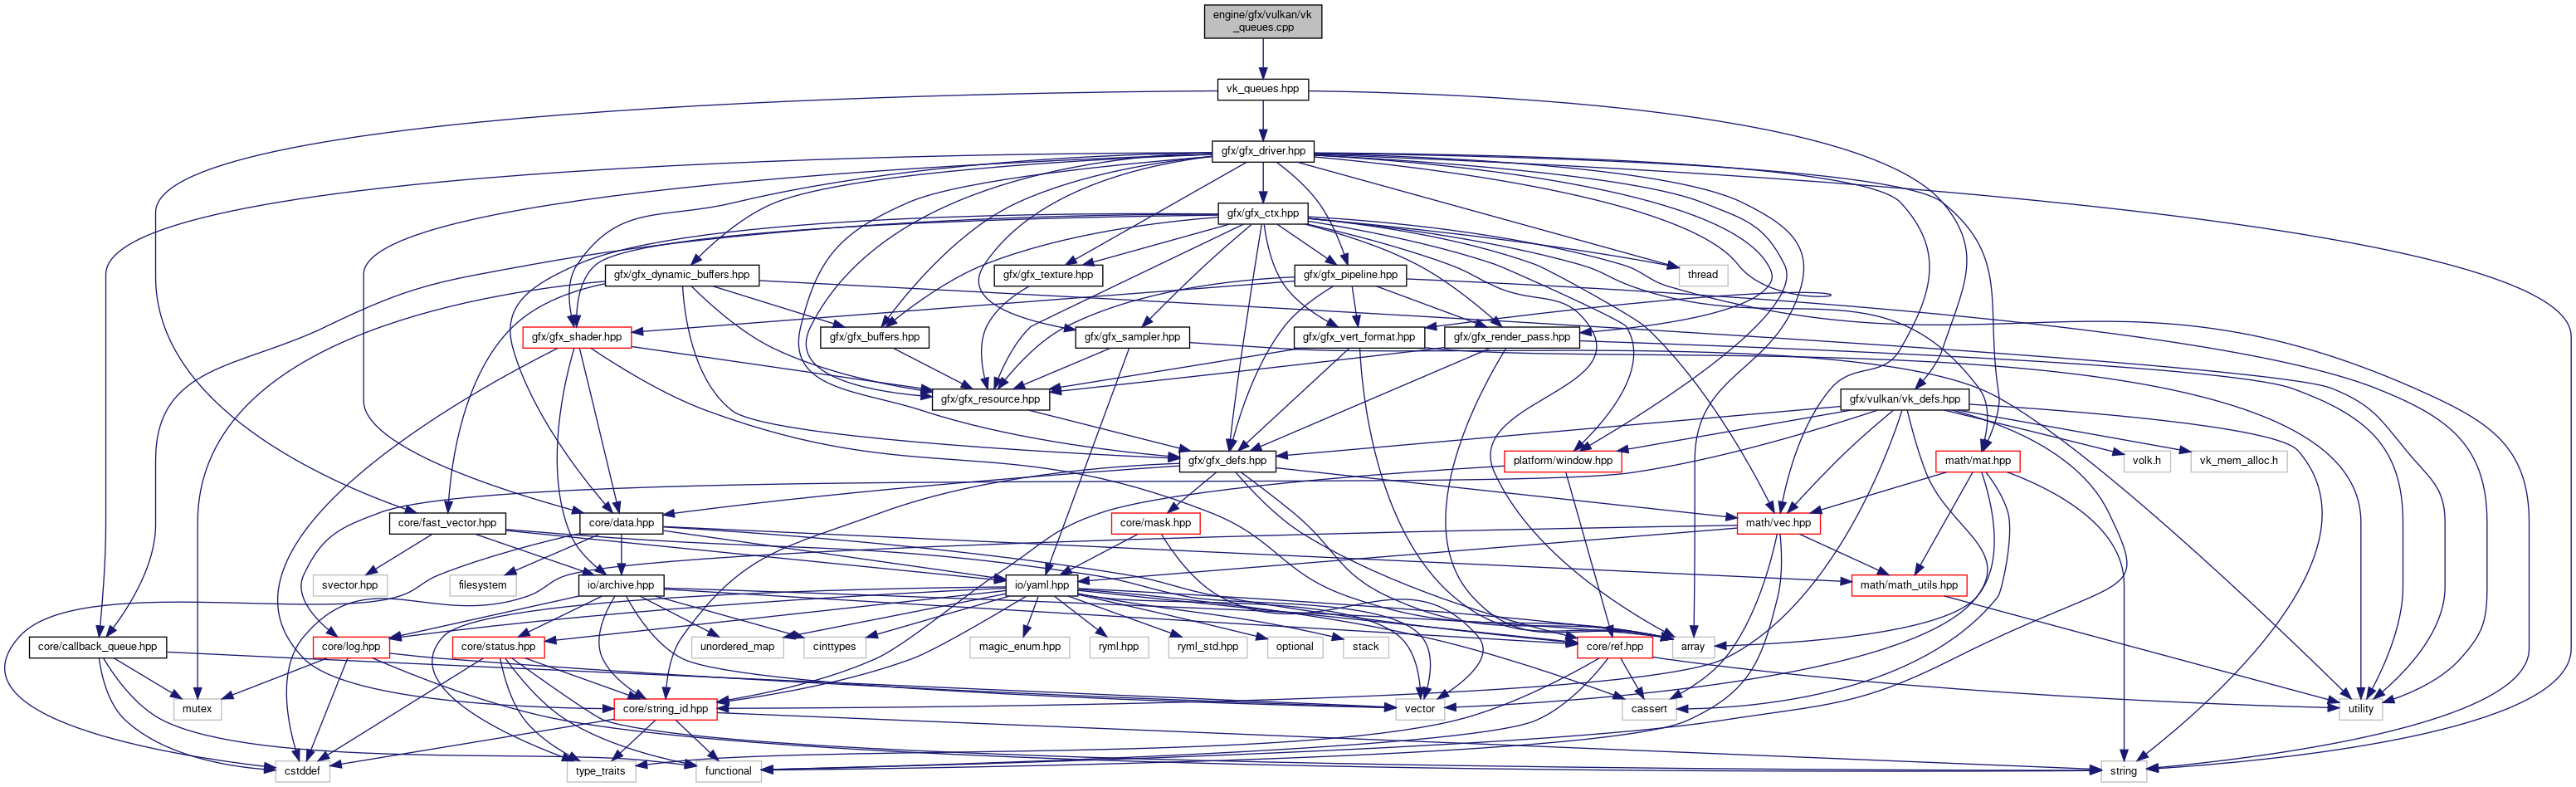 engine/gfx/vulkan/vk
_queues.cpp
vk_queues.hpp
gfx/gfx_driver.hpp
gfx/gfx_ctx.hpp
gfx/gfx_dynamic_buffers.hpp
gfx/gfx_texture.hpp
gfx/gfx_pipeline.hpp
thread
gfx/gfx_shader.hpp
gfx/gfx_buffers.hpp
gfx/gfx_sampler.hpp
gfx/gfx_vert_format.hpp
gfx/gfx_render_pass.hpp
gfx/gfx_resource.hpp
gfx/vulkan/vk_defs.hpp
gfx/gfx_defs.hpp
platform/window.hpp
math/mat.hpp
volk.h
vk_mem_alloc.h
core/fast_vector.hpp
core/data.hpp
core/mask.hpp
math/vec.hpp
svector.hpp
filesystem
io/archive.hpp
io/yaml.hpp
math/math_utils.hpp
core/callback_queue.hpp
core/log.hpp
core/status.hpp
unordered_map
cinttypes
magic_enum.hpp
ryml.hpp
ryml_std.hpp
optional
stack
core/ref.hpp
array
mutex
core/string_id.hpp
vector
cassert
utility
cstddef
type_traits
functional
string